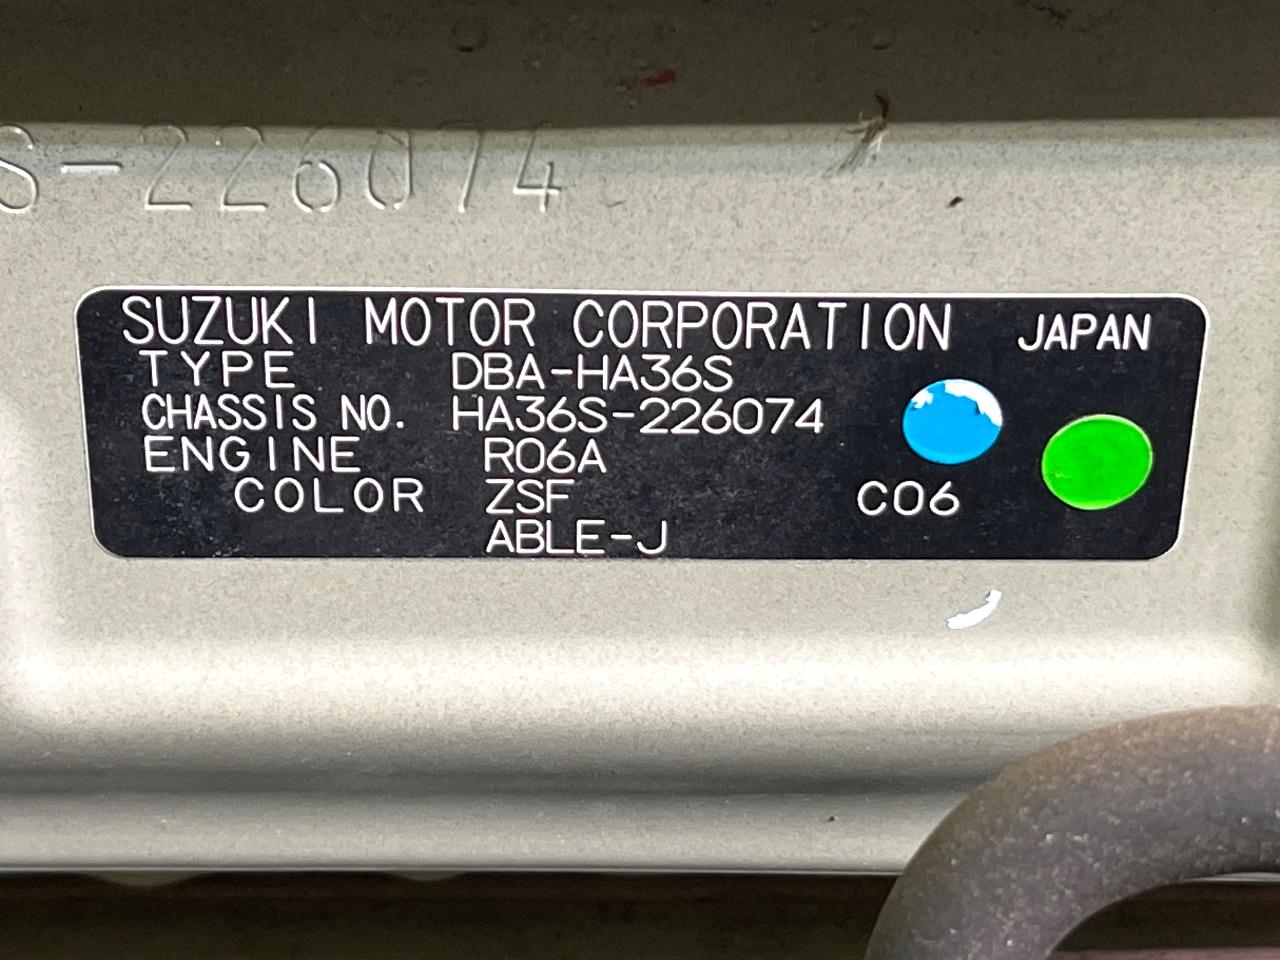 S-226074
SUZUKI MOTOR CORPORATION JAPAN
TYPE DBA-HA36S
CHASSIS NO. HA36S-226074
ENGINE R06A
COLOR ZSF C06
ABLE-J